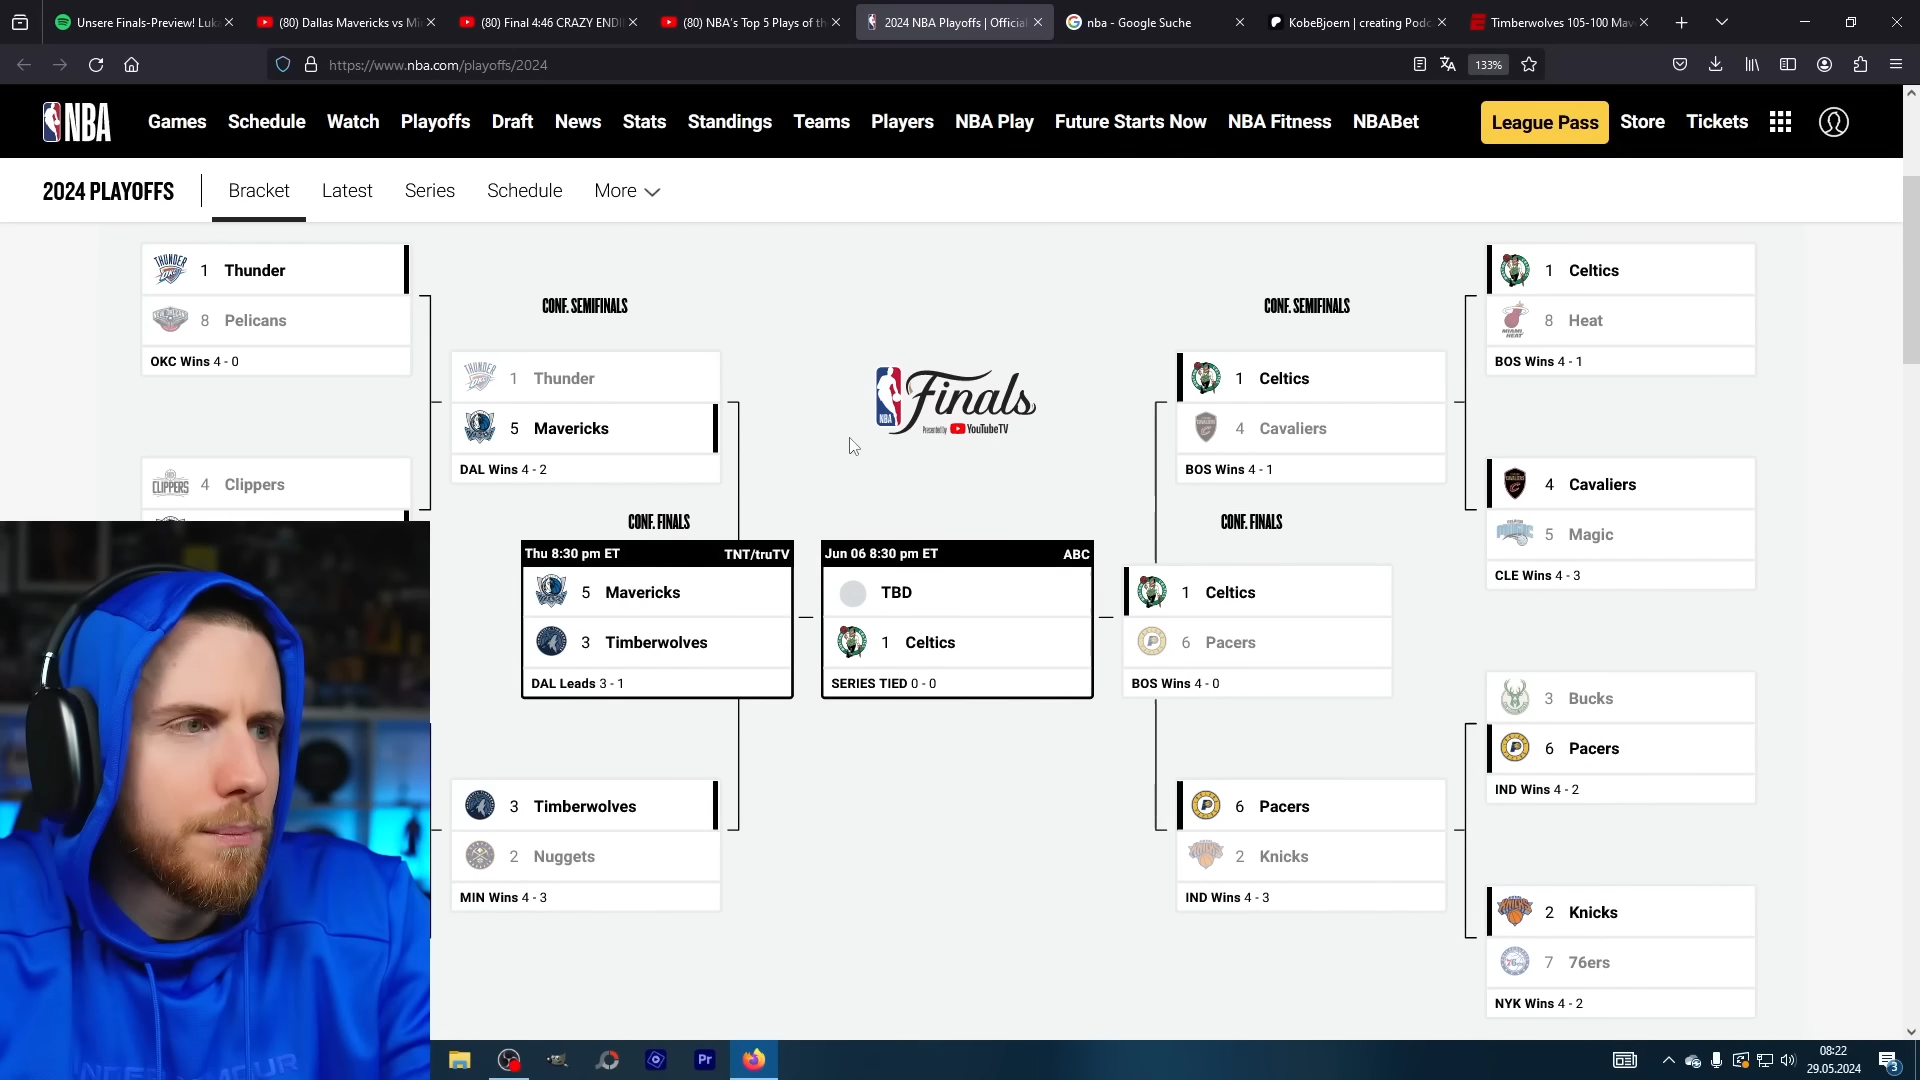 Unsere Finals-Preview! Luk
(80) Dallas Mavericks vs Mi
(80) Final 4:46 CRAZY ENDI
(80) NBA's Top 5 Plays of th
2024 NBA Playoffs | Official
nba - Google Suche
KobeBjoern | creating Podc
Timberwolves 105-100 Mav
https://www.nba.com/playoffs/2024
133%
NBA
Games Schedule Watch Playoffs Draft News Stats Standings Teams Players NBA Play Future Starts Now NBA Fitness NBABet League Pass Store Tickets
2024 PLAYOFFS
Bracket Latest Series Schedule More
1 Thunder
8 Pelicans
OKC Wins 4 - 0
4 Clippers
CONF. SEMIFINALS
1 Thunder
5 Mavericks
DAL Wins 4 - 2
CONF. FINALS
Thu 8:30 pm ET TNT/truTV
5 Mavericks
3 Timberwolves
DAL Leads 3 - 1
3 Timberwolves
2 Nuggets
MIN Wins 4 - 3
NBA Finals
Presented by YouTubeTV
Jun 06 8:30 pm ET ABC
TBD
1 Celtics
SERIES TIED 0 - 0
CONF. SEMIFINALS
1 Celtics
4 Cavaliers
BOS Wins 4 - 1
CONF. FINALS
1 Celtics
6 Pacers
BOS Wins 4 - 0
6 Pacers
2 Knicks
IND Wins 4 - 3
1 Celtics
8 Heat
BOS Wins 4 - 1
4 Cavaliers
5 Magic
CLE Wins 4 - 3
3 Bucks
6 Pacers
IND Wins 4 - 2
2 Knicks
7 76ers
NYK Wins 4 - 2
Pr
08:22
29.05.2024
3